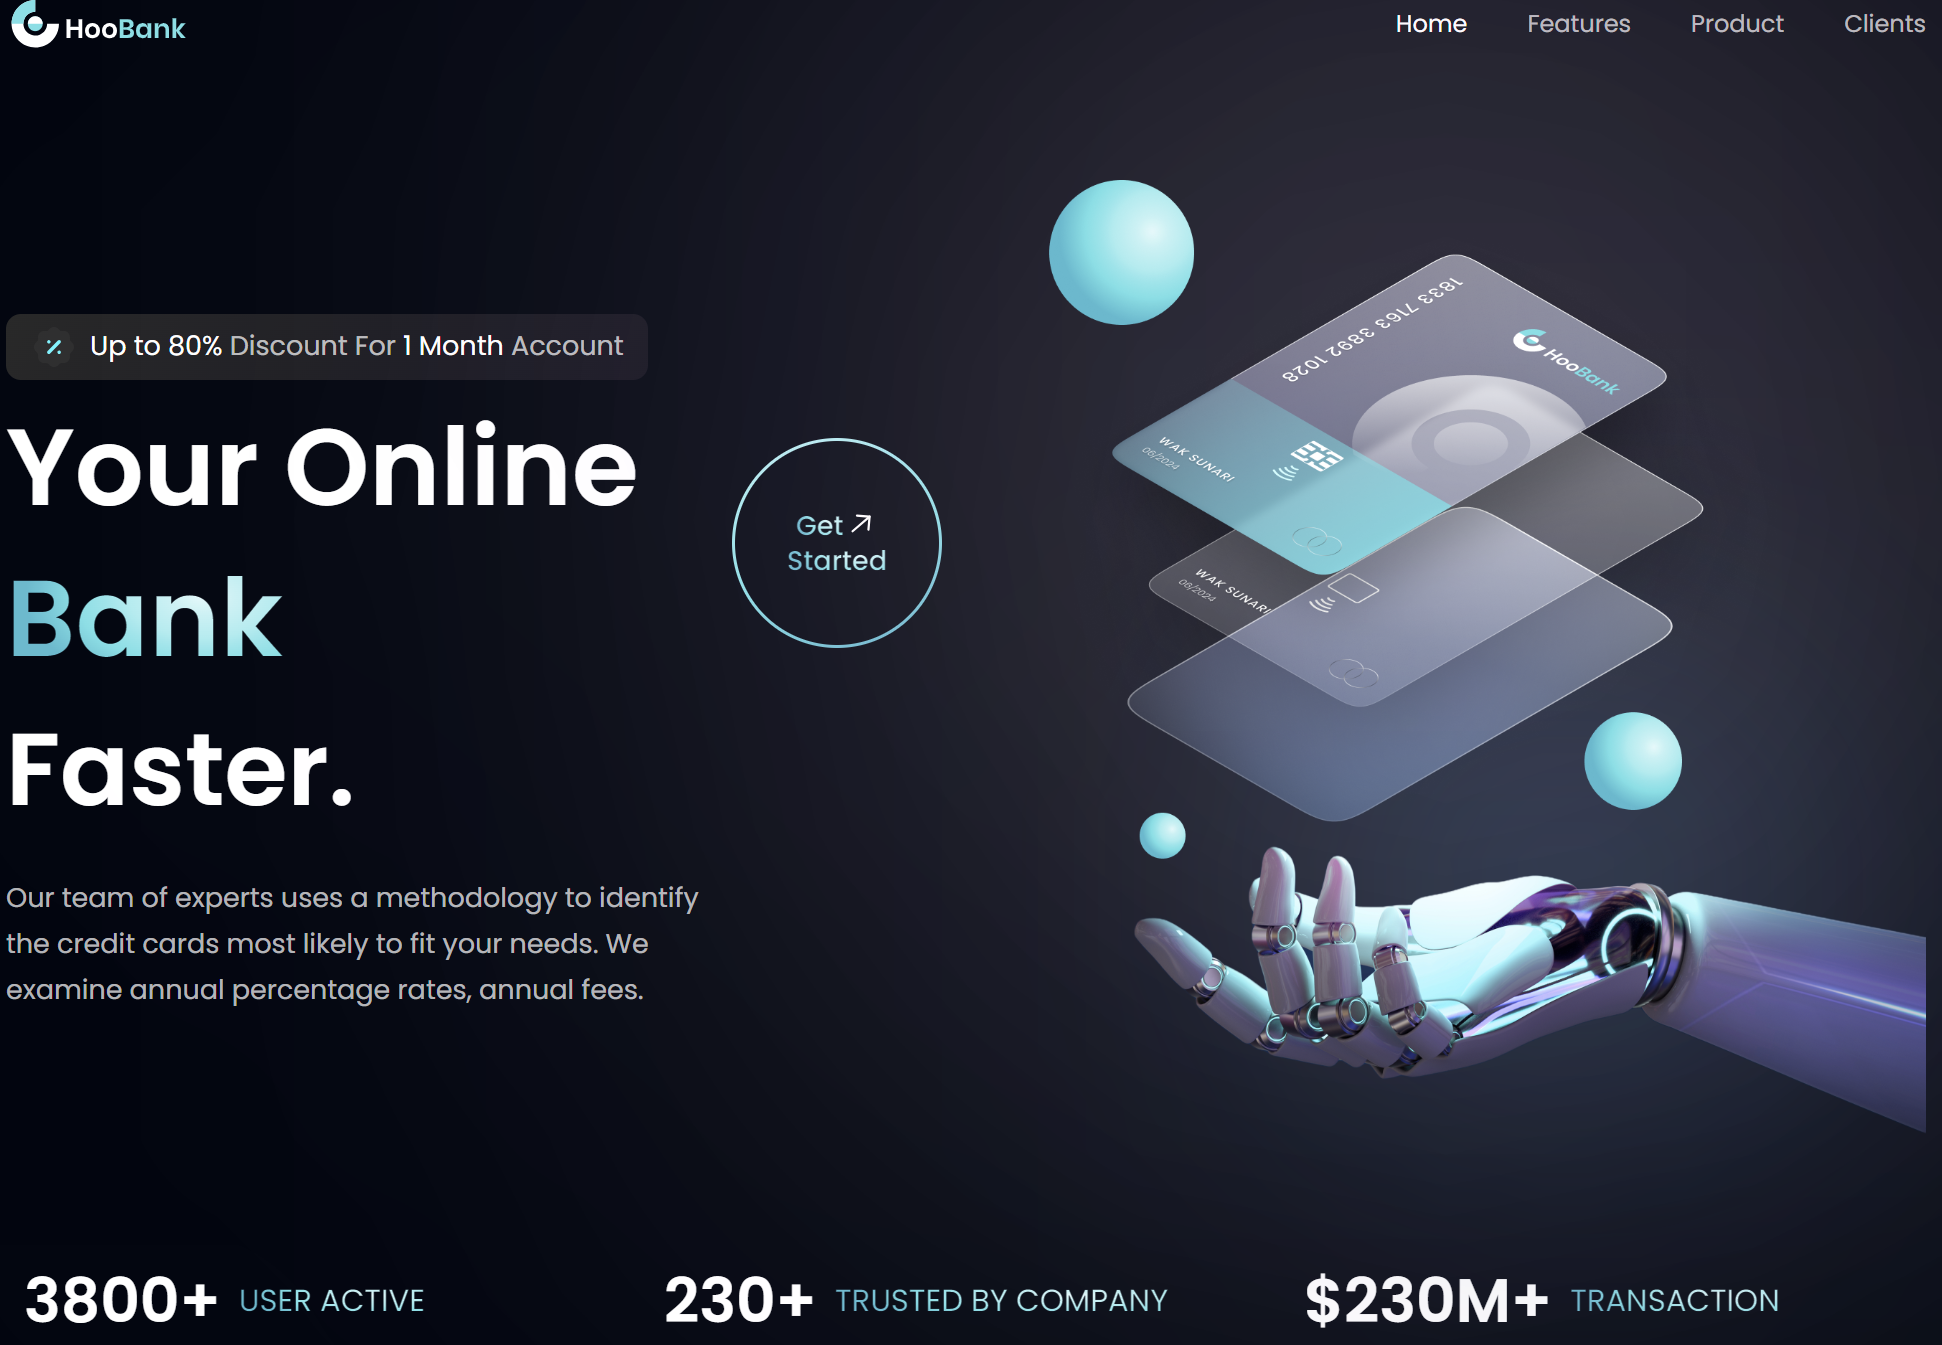 HooBank
Home Features Product Clients
Up to 80% Discount For 1 Month Account
Your Online
Bank
Faster.
Get
Started
Our team of experts uses a methodology to identify
the credit cards most likely to fit your needs. We
examine annual percentage rates, annual fees.
1833 7163 3892 1028
HooBank
WAK SUNARI
06/2024
WAK SUNARI
06/2024
3800+ USER ACTIVE
230+ TRUSTED BY COMPANY
$230M+ TRANSACTION